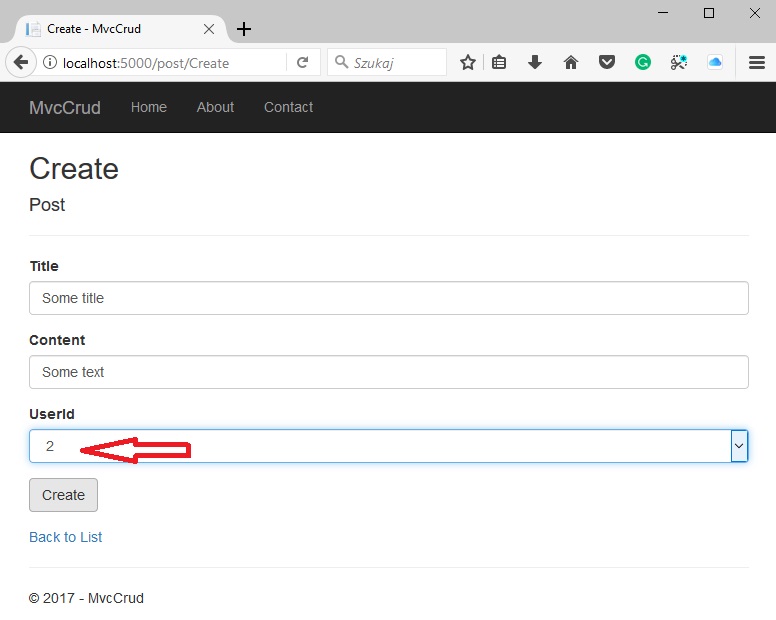 Create - MvcCrud
localhost:5000/post/Create
Szukaj
MvcCrud Home About Contact
Create
Post
Title
Some title
Content
Some text
UserId
2
Create
Back to List
© 2017 - MvcCrud